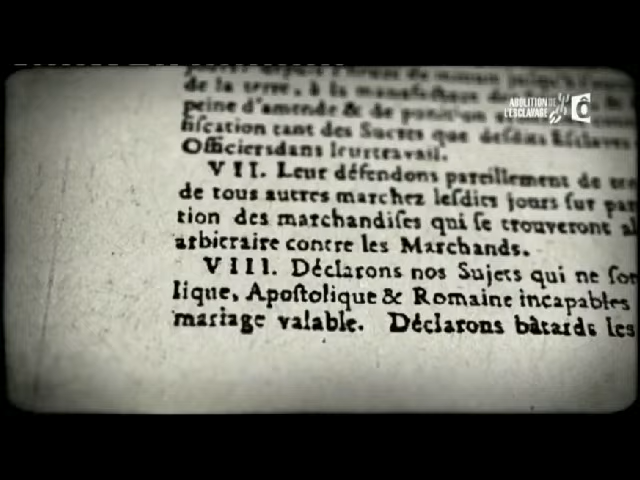 de la terre, à la manufacture
peine d'amende & de
fiscation tant des Sucres que desdits Esclaves
Officiersdans leurtravail.
VII. Leur défendons pareillement de
de tous autres marchez lesdits jours sur
tion des marchandises qui se trouveront
arbitraire contre les Marchands.
VIII. Déclarons nos Sujets qui ne
lique, Apostolique & Romaine incapables
mariage valable. Déclarons bâtards les
ABOLITION DE
L'ESCLAVAGE